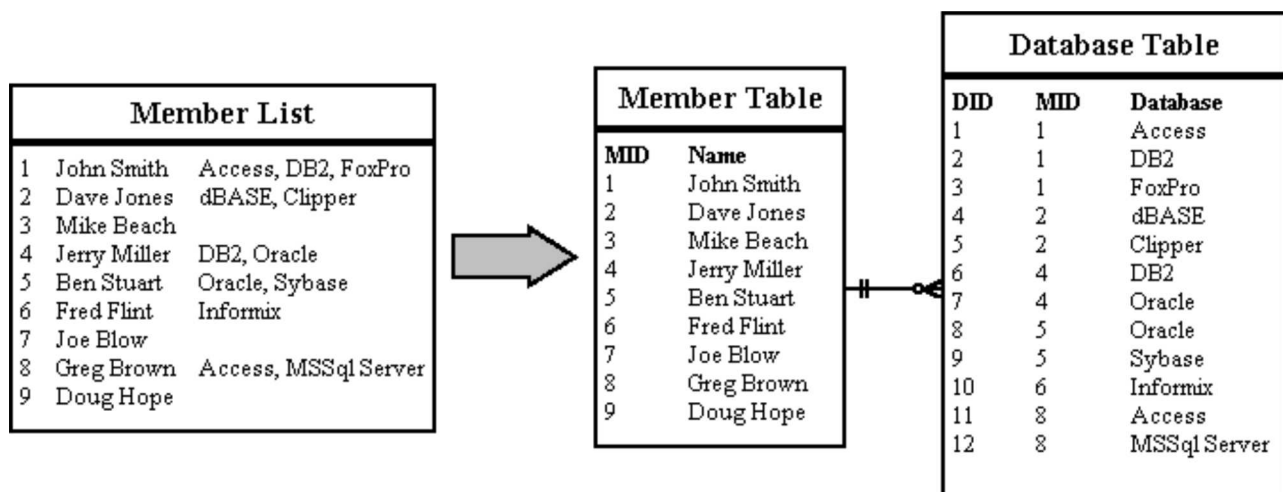 Member List
1 John Smith Access, DB2, FoxPro
2 Dave Jones dBASE, Clipper
3 Mike Beach
4 Jerry Miller DB2, Oracle
5 Ben Stuart Oracle, Sybase
6 Fred Flint Informix
7 Joe Blow
8 Greg Brown Access, MSSql Server
9 Doug Hope
Member Table
MID Name
1 John Smith
2 Dave Jones
3 Mike Beach
4 Jerry Miller
5 Ben Stuart
6 Fred Flint
7 Joe Blow
8 Greg Brown
9 Doug Hope
Database Table
DID MID Database
1 1 Access
2 1 DB2
3 1 FoxPro
4 2 dBASE
5 2 Clipper
6 4 DB2
7 4 Oracle
8 5 Oracle
9 5 Sybase
10 6 Informix
11 8 Access
12 8 MSSql Server